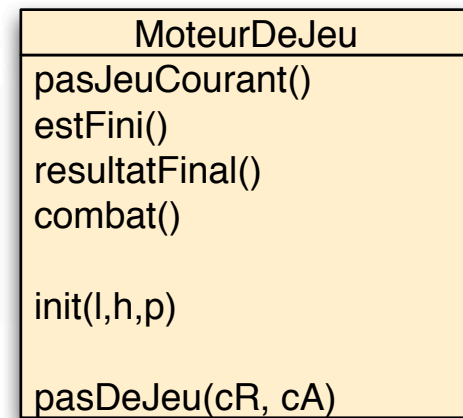 MoteurDeJeu
pasJeuCourant()
estFini()
resultatFinal()
combat()
init(l,h,p)
pasDeJeu(cR, cA)